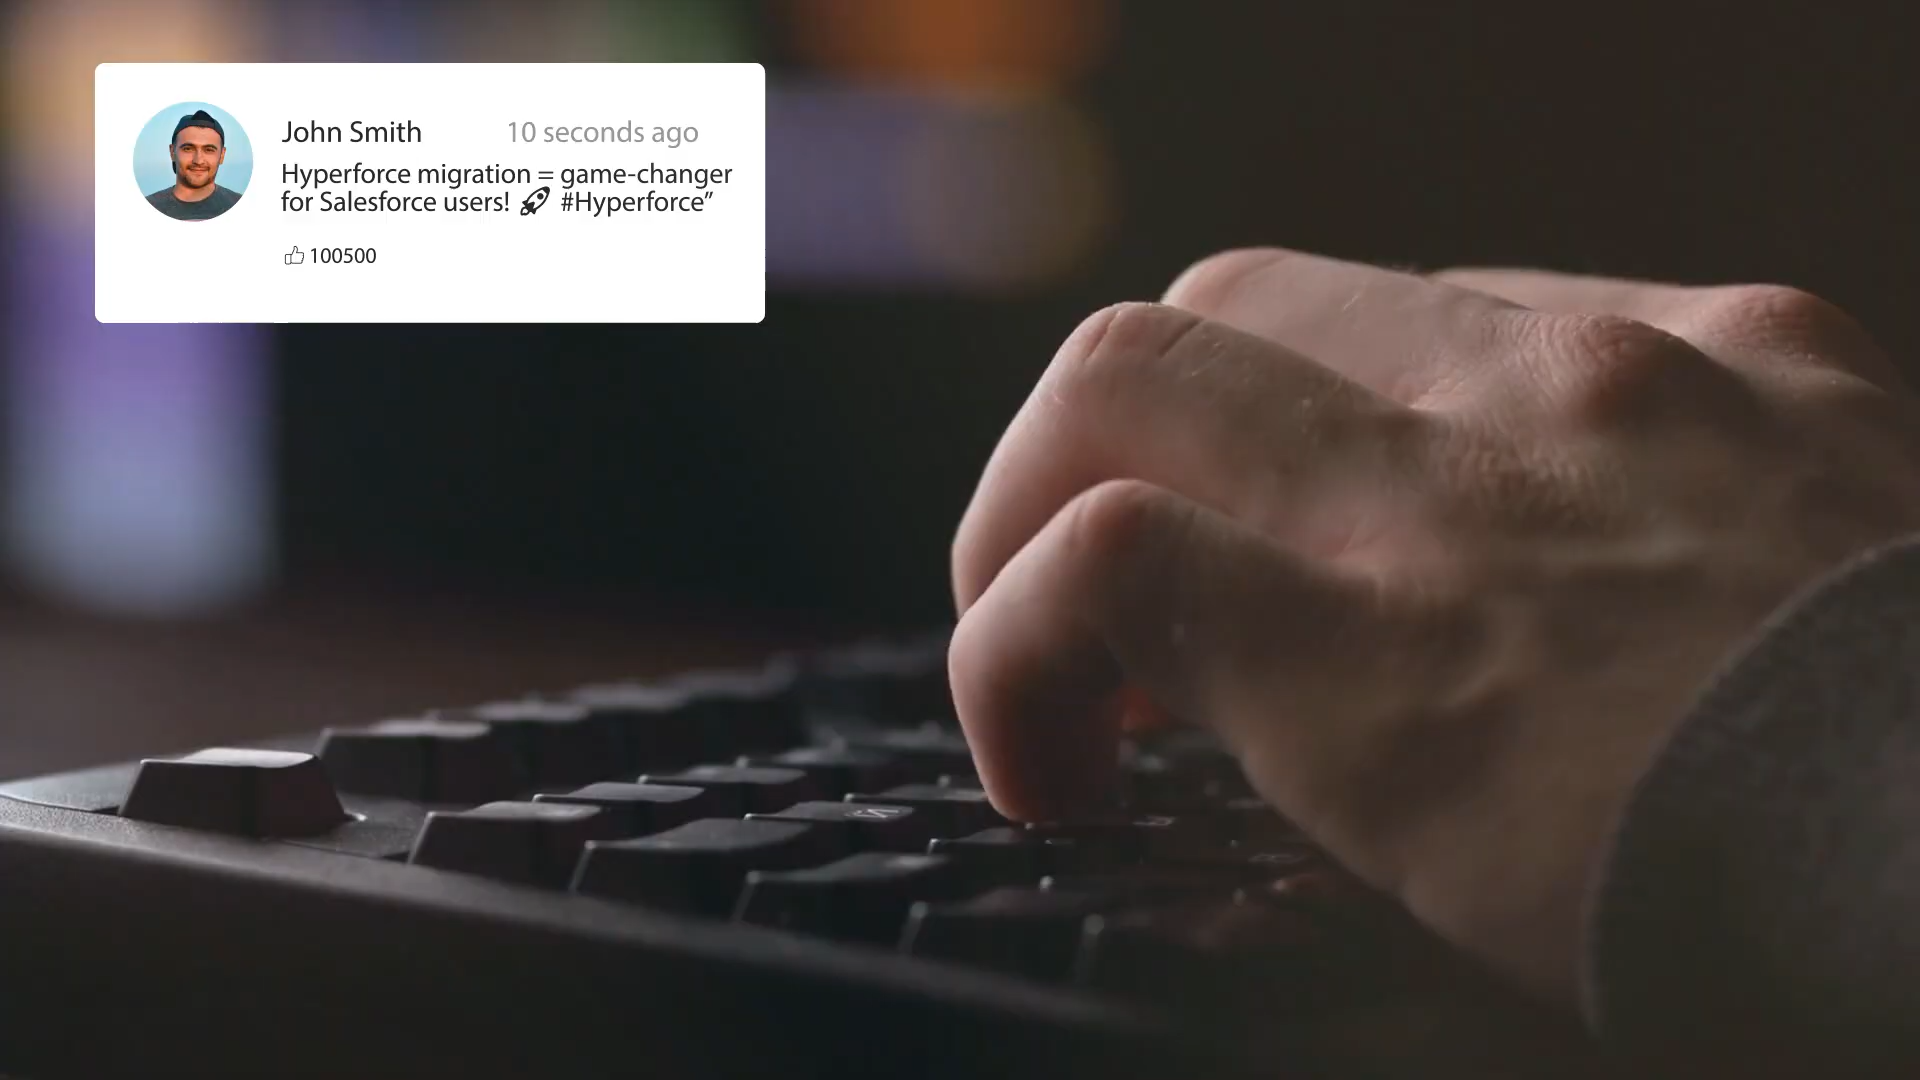 John Smith 10 seconds ago
Hyperforce migration = game-changer
for Salesforce users! 🚀 #Hyperforce”
100500